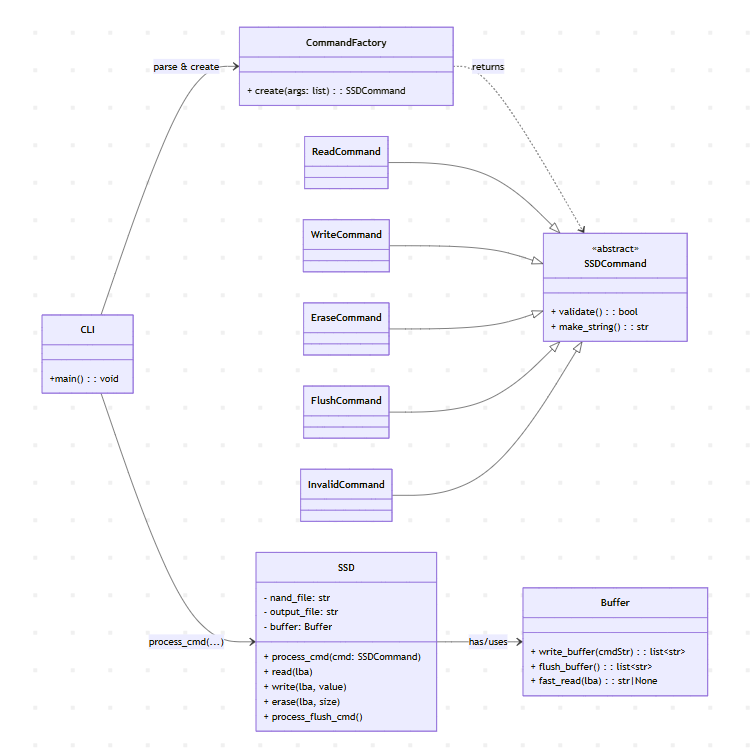 CommandFactory
parse & create
returns
+ create(args: list) : : SSDCommand
ReadCommand
WriteCommand
«abstract»
SSDCommand
+ validate() : : bool
+ make_string() : : str
EraseCommand
CLI
+main() : : void
FlushCommand
InvalidCommand
SSD
- nand_file: str
- output_file: str
- buffer: Buffer
process_cmd(...)
+ process_cmd(cmd: SSDCommand)
+ read(lba)
+ write(lba, value)
+ erase(lba, size)
+ process_flush_cmd()
has/uses
Buffer
+ write_buffer(cmdStr) : : list<str>
+ flush_buffer() : : list<str>
+ fast_read(lba) : : str|None